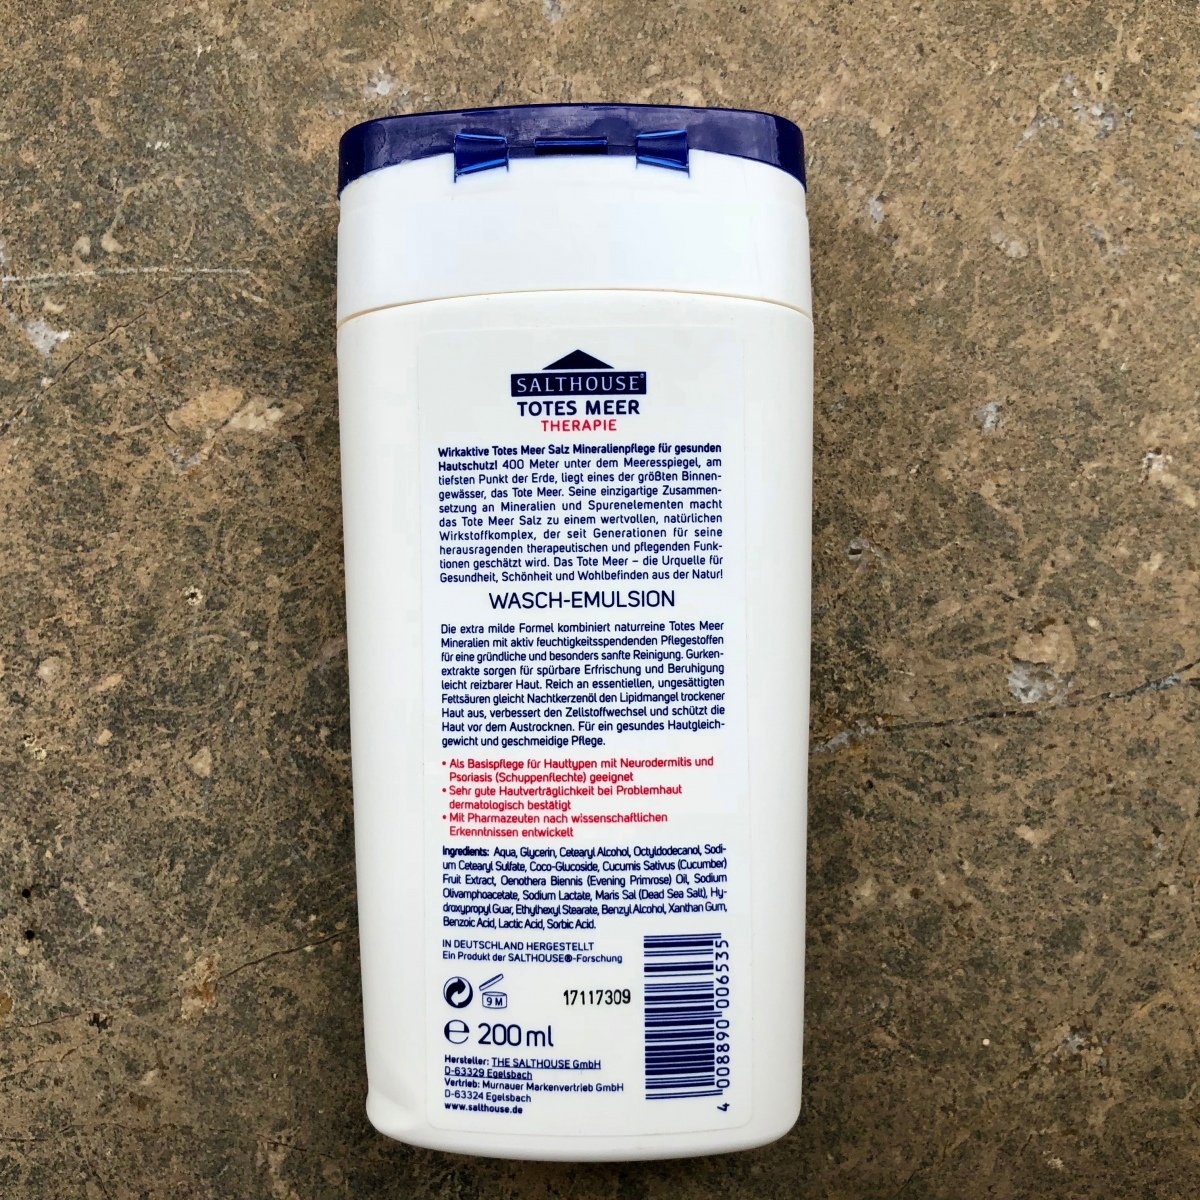 SALTHOUSE®
TOTES MEER
THERAPIE
Wirkaktive Totes Meer Salz Mineralienpflege für gesunden
Hautschutz! 400 Meter unter dem Meeresspiegel, am
tiefsten Punkt der Erde, liegt eines der größten Binnen-
gewässer, das Tote Meer. Seine einzigartige Zusammen-
setzung an Mineralien und Spurenelementen macht
das Tote Meer Salz zu einem wertvollen, natürlichen
Wirkstoffkomplex, der seit Generationen für seine
herausragenden therapeutischen und pflegenden Funk-
tionen geschätzt wird. Das Tote Meer – die Urquelle für
Gesundheit, Schönheit und Wohlbefinden aus der Natur!
WASCH-EMULSION
Die extra milde Formel kombiniert naturreine Totes Meer
Mineralien mit aktiv feuchtigkeitsspendenden Pflegestoffen
für eine gründliche und besonders sanfte Reinigung. Gurken-
extrakte sorgen für spürbare Erfrischung und Beruhigung
leicht reizbarer Haut. Reich an essentiellen, ungesättigten
Fettsäuren gleicht Nachtkerzenöl den Lipidmangel trockener
Haut aus, verbessert den Zellstoffwechsel und schützt die
Haut vor dem Austrocknen. Für ein gesundes Hautgleich-
gewicht und geschmeidige Pflege.
• Als Basispflege für Hauttypen mit Neurodermitis und
Psoriasis (Schuppenflechte) geeignet
• Sehr gute Hautverträglichkeit bei Problemhaut
dermatologisch bestätigt
• Mit Pharmazeuten nach wissenschaftlichen
Erkenntnissen entwickelt
Ingredients: Aqua, Glycerin, Cetearyl Alcohol, Octyldodecanol, Sodi-
um Cetearyl Sulfate, Coco-Glucoside, Cucumis Sativus (Cucumber)
Fruit Extract, Oenothera Biennis (Evening Primrose) Oil, Sodium
Olivamphoacetate, Sodium Lactate, Maris Sal (Dead Sea Salt), Hy-
droxypropyl Guar, Ethylhexyl Stearate, Benzyl Alcohol, Xanthan Gum,
Benzoic Acid, Lactic Acid, Sorbic Acid.
IN DEUTSCHLAND HERGESTELLT
Ein Produkt der SALTHOUSE®-Forschung
9 M
17117309
℮ 200 ml
Hersteller: THE SALTHOUSE GmbH
D-63329 Egelsbach
Vertrieb: Murnauer Markenvertrieb GmbH
D-63324 Egelsbach
www.salthouse.de
4 008890 006535